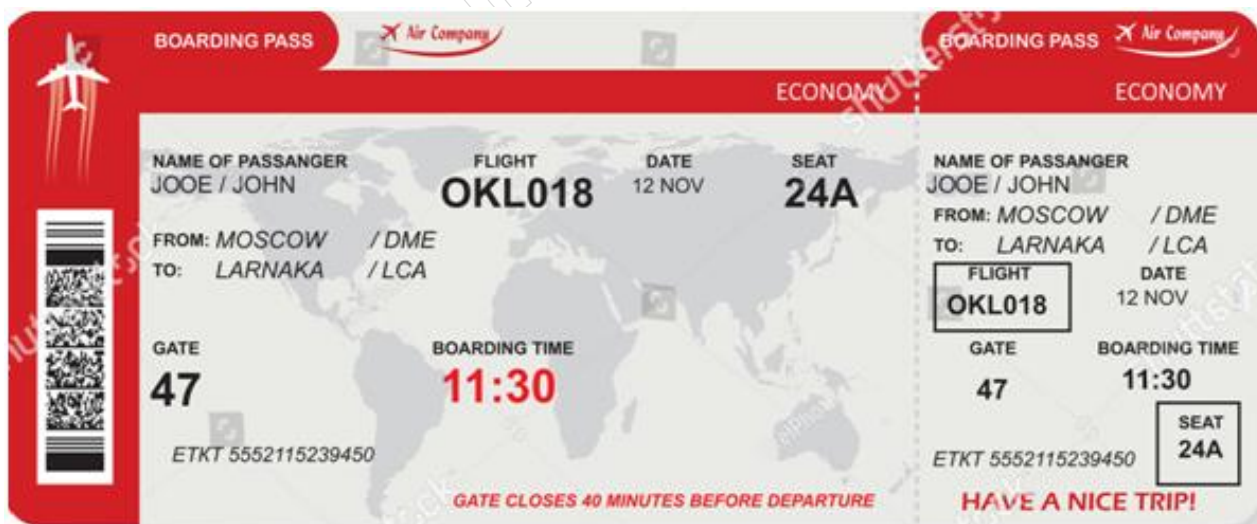 BOARDING PASS
Air Company
ECONOMY
NAME OF PASSANGER
JOOE / JOHN
FLIGHT
OKL018
DATE
12 NOV
SEAT
24A
FROM: MOSCOW / DME
TO: LARNAKA / LCA
GATE
47
BOARDING TIME
11:30
ETKT 5552115239450
GATE CLOSES 40 MINUTES BEFORE DEPARTURE
BOARDING PASS
Air Company
ECONOMY
NAME OF PASSANGER
JOOE / JOHN
FROM: MOSCOW / DME
TO: LARNAKA / LCA
FLIGHT
OKL018
DATE
12 NOV
GATE
47
BOARDING TIME
11:30
SEAT
24A
ETKT 5552115239450
HAVE A NICE TRIP!
shutterstock